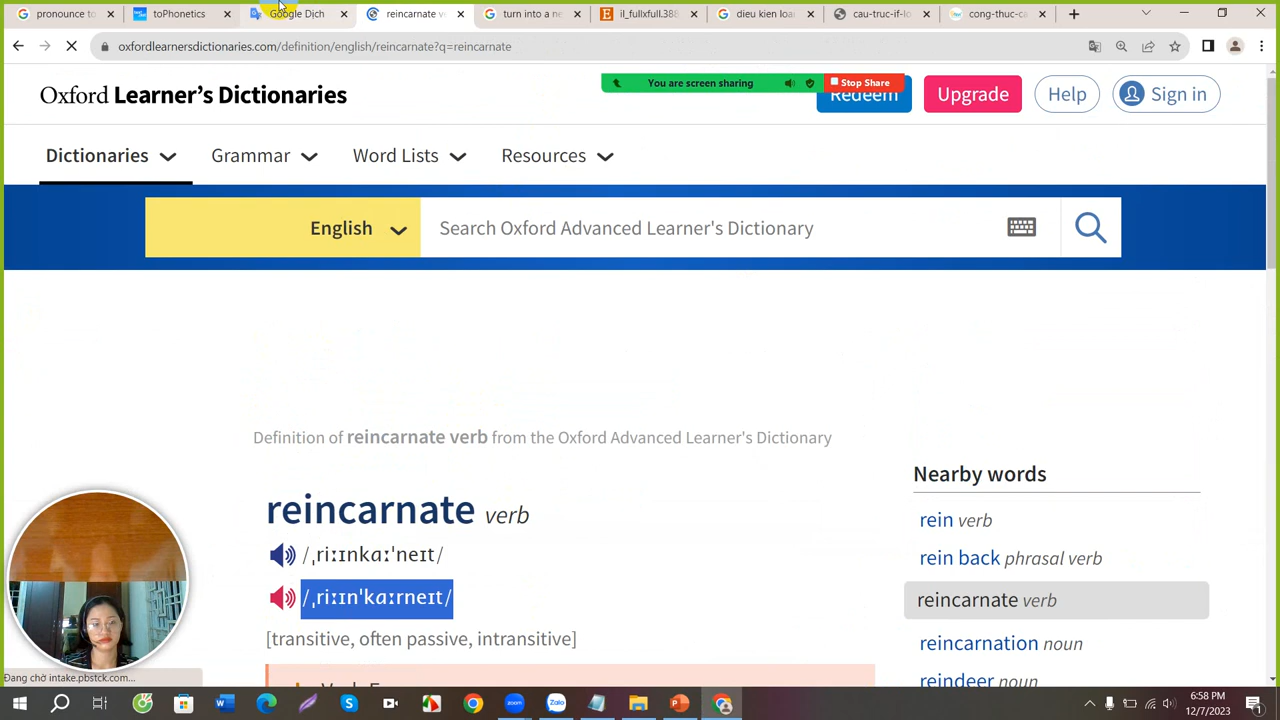 pronounce to
toPhonetics
Google Dịch
reincarnate v
turn into a ne
il_fullxfull.388
dieu kien loai
cau-truc-if-lo
cong-thuc-ca
oxfordlearnersdictionaries.com/definition/english/reincarnate?q=reincarnate
You are screen sharing
Stop Share
Oxford Learner's Dictionaries
Redeem
Upgrade
Help
Sign in
Dictionaries
Grammar
Word Lists
Resources
English
Search Oxford Advanced Learner's Dictionary
Definition of reincarnate verb from the Oxford Advanced Learner's Dictionary
reincarnate verb
/ˌriːɪnkɑːˈneɪt/
/ˌriːɪnˈkɑːrneɪt/
[transitive, often passive, intransitive]
Nearby words
rein verb
rein back phrasal verb
reincarnate verb
reincarnation noun
reindeer noun
Đang chờ intake.pbstck.com...
6:58 PM
12/7/2023